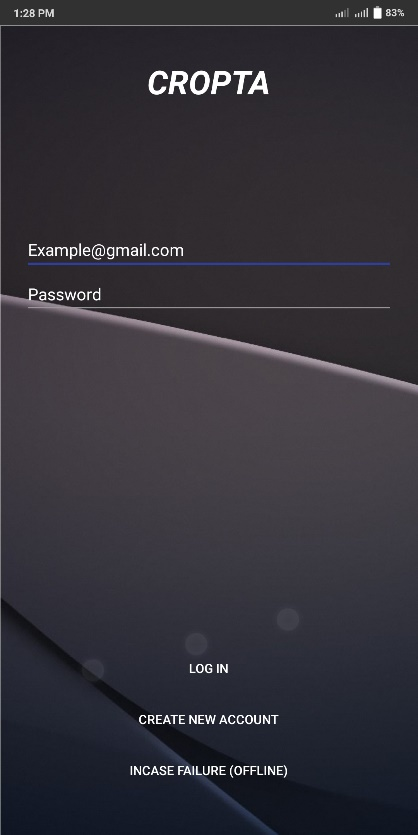 1:28 PM 83%
CROPTA
Example@gmail.com
Password
LOG IN
CREATE NEW ACCOUNT
INCASE FAILURE (OFFLINE)